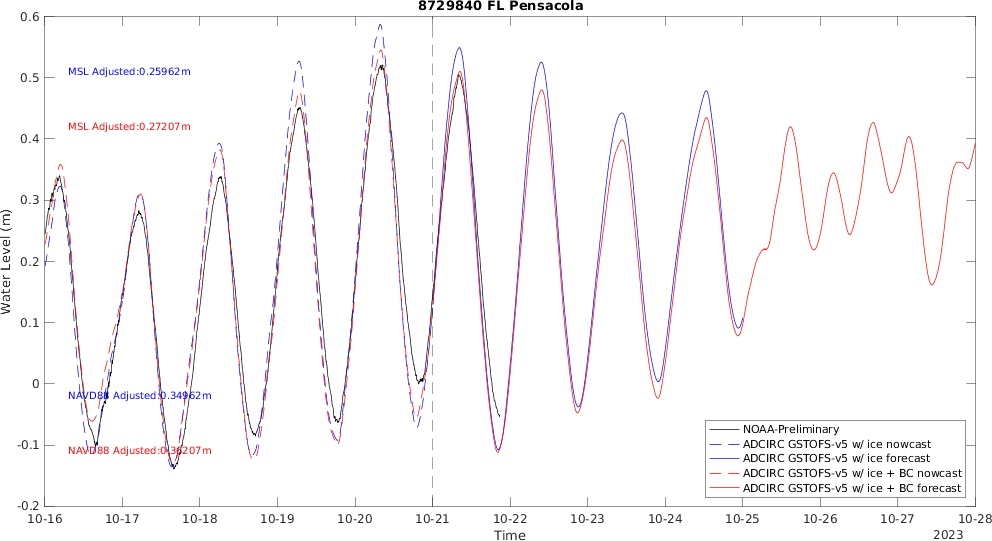 8729840 FL Pensacola
0.6
0.5
0.4
0.3
0.2
0.1
0
-0.1
-0.2
Water Level (m)
MSL Adjusted:0.25962m
MSL Adjusted:0.27207m
NAVD88 Adjusted:0.34962m
NAVD88 Adjusted:0.36207m
NOAA-Preliminary
ADCIRC GSTOFS-v5 w/ ice nowcast
ADCIRC GSTOFS-v5 w/ ice forecast
ADCIRC GSTOFS-v5 w/ ice + BC nowcast
ADCIRC GSTOFS-v5 w/ ice + BC forecast
10-16 10-17 10-18 10-19 10-20 10-21 10-22 10-23 10-24 10-25 10-26 10-27 10-28
Time
2023